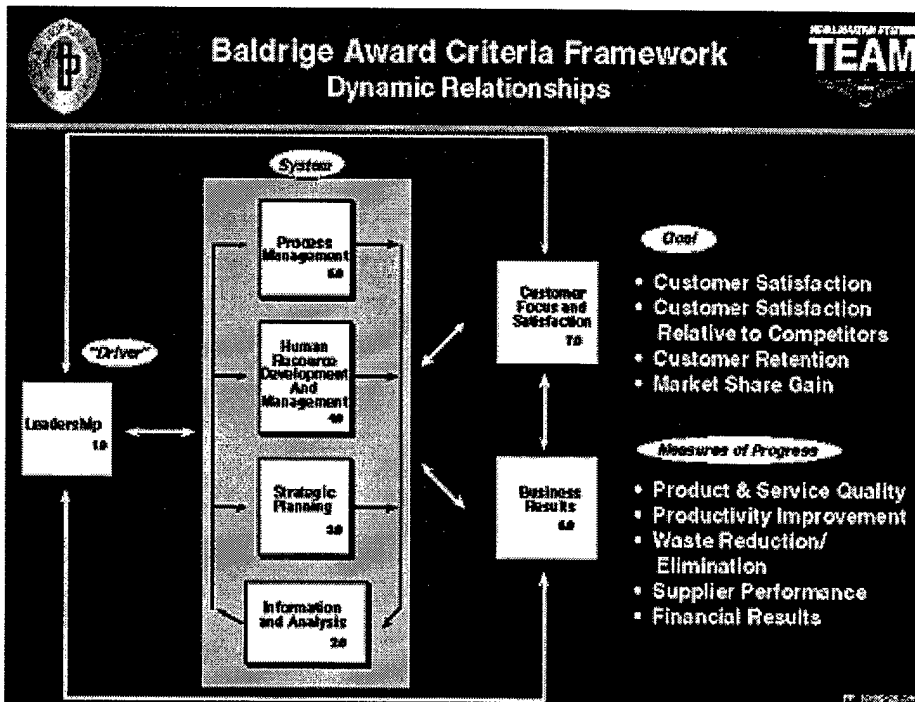 Baldrige Award Criteria Framework
Dynamic Relationships
TEAM
System
Process
Management
5.0
Human
Resource
Development
And
Management
4.0
Strategic
Planning
3.0
Information
and Analysis
2.0
"Driver"
Leadership
1.0
Customer
Focus and
Satisfaction
7.0
Business
Results
6.0
Goal
• Customer Satisfaction
• Customer Satisfaction
Relative to Competitors
• Customer Retention
• Market Share Gain
Measures of Progress
• Product & Service Quality
• Productivity Improvement
• Waste Reduction/
Elimination
• Supplier Performance
• Financial Results